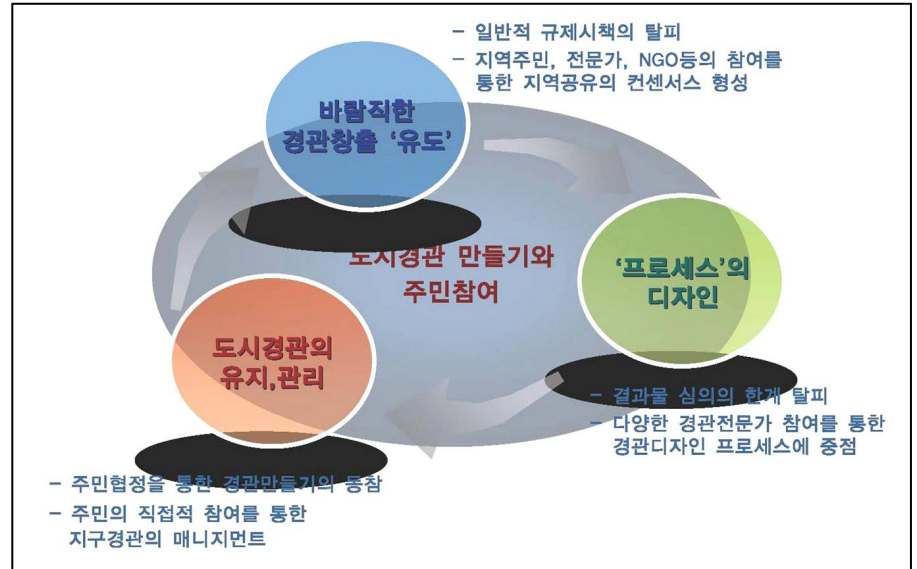 - 일반적 규제시책의 탈피
- 지역주민, 전문가, NGO등의 참여를
통한 지역공유의 컨센서스 형성
바람직한
경관창출 ‘유도’
도시경관 만들기와
주민참여
‘프로세스’의
디자인
도시경관의
유지,관리
- 결과물 심의의 한계 탈피
- 다양한 경관전문가 참여를 통한
경관디자인 프로세스에 중점
- 주민협정을 통한 경관만들기의 동참
- 주민의 직접적 참여를 통한
지구경관의 매니지먼트